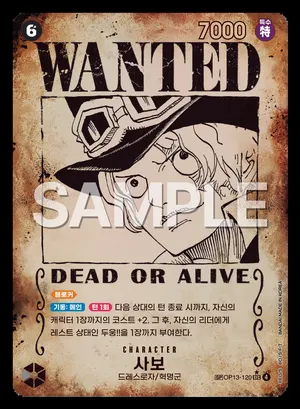 6
7000
특수
特
WANTED
SAMPLE
DEAD OR ALIVE
블로커
기동: 메인 턴 1회 다음 상대의 턴 종료 시까지, 자신의
캐릭터 1장까지의 코스트 +2. 그 후, 자신의 리더에게
레스트 상태인 두웅!!을 1장까지 부여한다.
CHARACTER
사보
드레스로자/혁명군
OP13-120